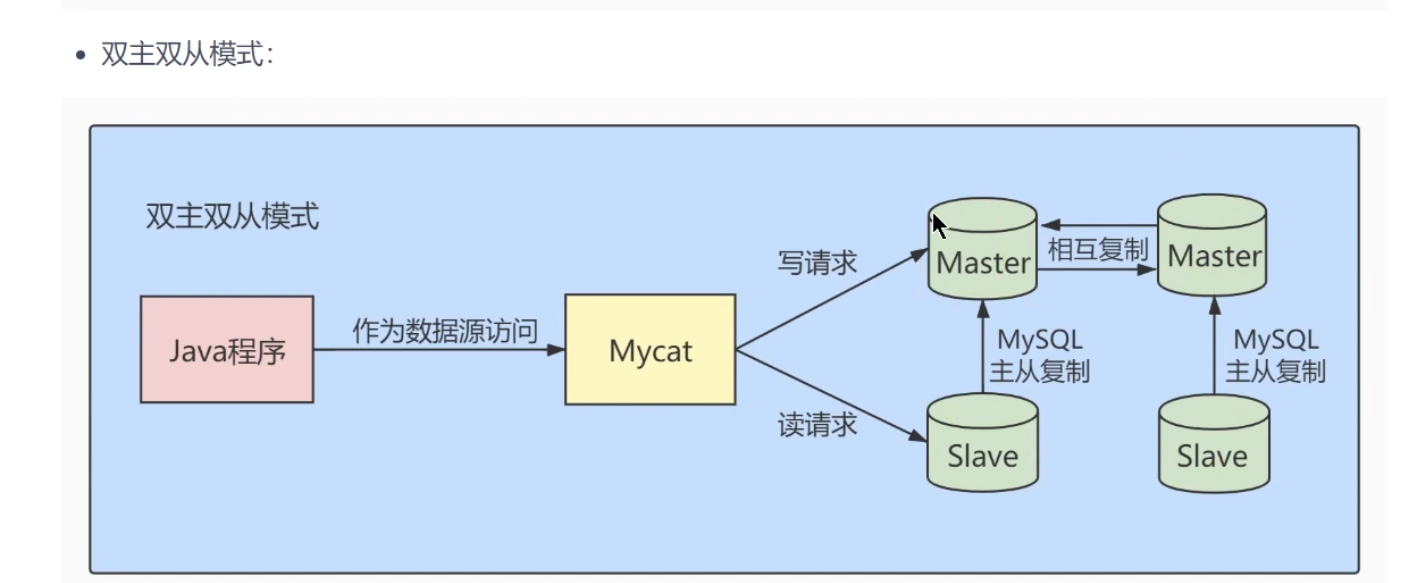 双主双从模式：
双主双从模式
Java程序
作为数据源访问
Mycat
写请求
读请求
Master
相互复制
Master
MySQL
主从复制
MySQL
主从复制
Slave
Slave